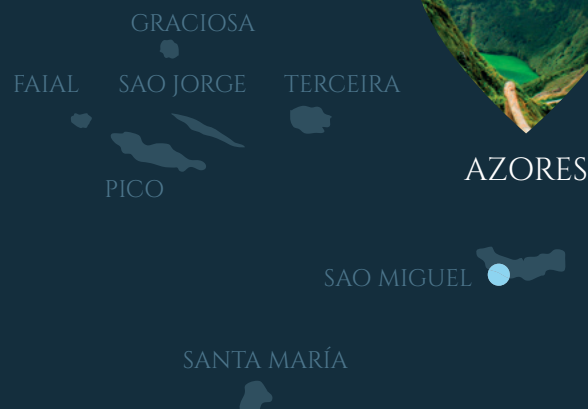 GRACIOSA
FAIAL SAO JORGE TERCEIRA
PICO
AZORES
SAO MIGUEL
SANTA MARÍA